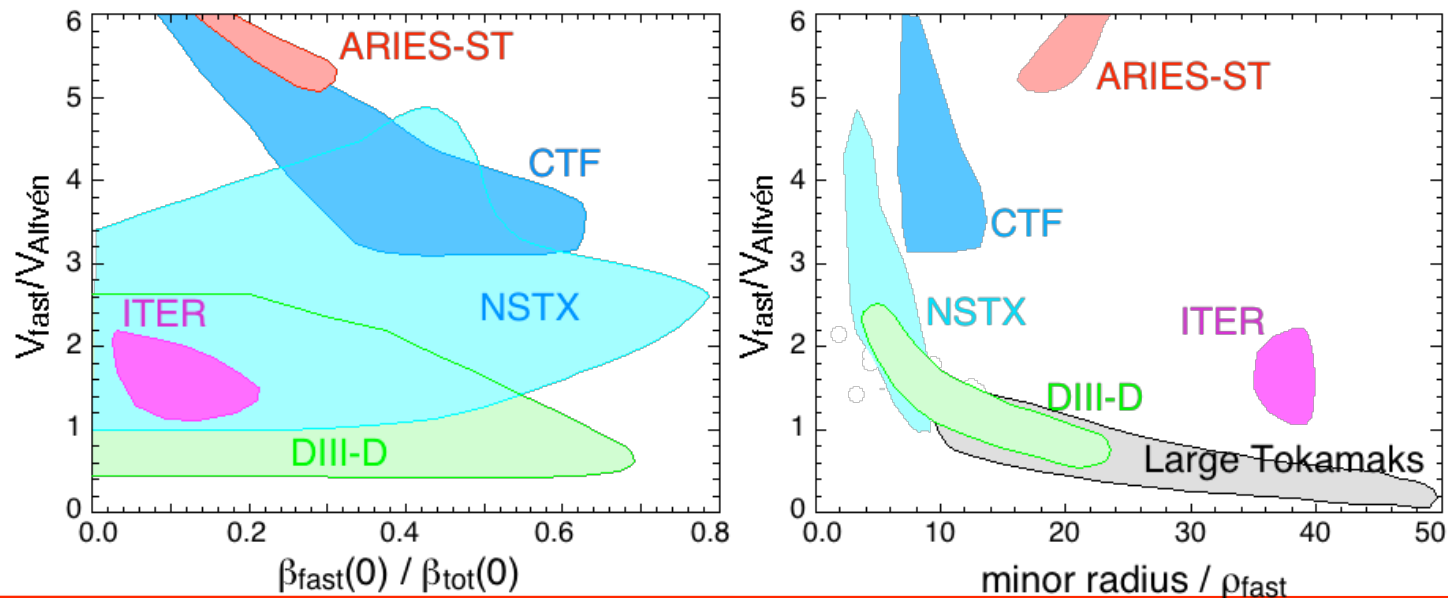 6
5
4
3
2
1
0
Vfast/VAlfvén
ARIES-ST
CTF
NSTX
ITER
DIII-D
0.0 0.2 0.4 0.6 0.8
βfast(0) / βtot(0)
6
5
4
3
2
1
0
Vfast/VAlfvén
ARIES-ST
CTF
NSTX
ITER
DIII-D
Large Tokamaks
0.0 10 20 30 40 50
minor radius / ρfast